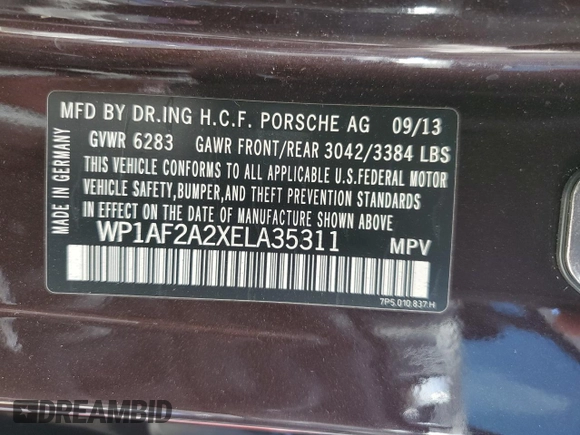 MFD BY DR.ING H.C.F. PORSCHE AG 09/13
GVWR 6283 GAWR FRONT/REAR 3042/3384 LBS
THIS VEHICLE CONFORMS TO ALL APPLICABLE U.S.FEDERAL MOTOR
VEHICLE SAFETY,BUMPER,AND THEFT PREVENTION STANDARDS
IN EFFECT ON THE DATE OF MANUFACTURE SHOWN ABOVE
WP1AF2A2XELA35311 MPV
MADE IN GERMANY
7P5.010.837.H
DREAMBID